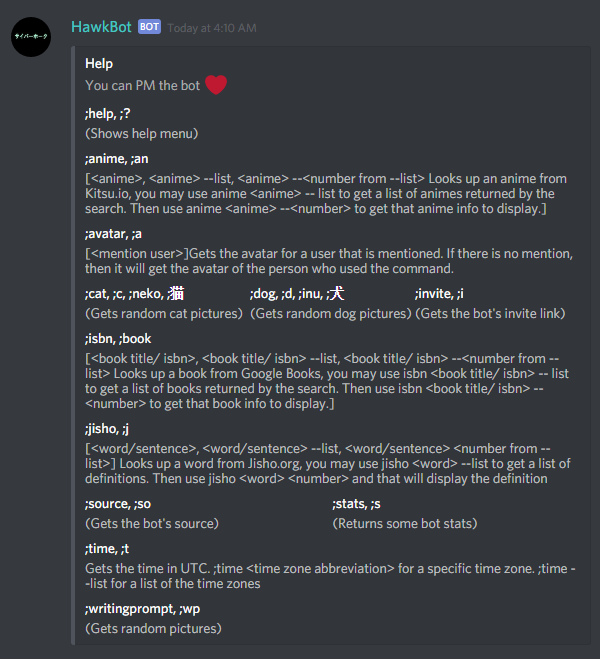 サイバーホーク
HawkBot BOT Today at 4:10 AM
Help
You can PM the bot
;help, ;?
(Shows help menu)
;anime, ;an
[<anime>, <anime> --list, <anime> --<number from --list> Looks up an anime from
Kitsu.io, you may use anime <anime> -- list to get a list of animes returned by the
search. Then use anime <anime> --<number> to get that anime info to display.]
;avatar, ;a
[<mention user>]Gets the avatar for a user that is mentioned. If there is no mention,
then it will get the avatar of the person who used the command.
;cat, ;c, ;neko, ;猫
(Gets random cat pictures)
;dog, ;d, ;inu, ;犬
(Gets random dog pictures)
;invite, ;i
(Gets the bot's invite link)
;isbn, ;book
[<book title/ isbn>, <book title/ isbn> --list, <book title/ isbn> --<number from --
list> Looks up a book from Google Books, you may use isbn <book title/ isbn> -- list
to get a list of books returned by the search. Then use isbn <book title/ isbn> --
<number> to get that book info to display.]
;jisho, ;j
[<word/sentence>, <word/sentence> --list, <word/sentence> <number from --
list>] Looks up a word from Jisho.org, you may use jisho <word> --list to get a list of
definitions. Then use jisho <word> <number> and that will display the definition
;source, ;so
(Gets the bot's source)
;stats, ;s
(Returns some bot stats)
;time, ;t
Gets the time in UTC. ;time <time zone abbreviation> for a specific time zone. ;time -
-list for a list of the time zones
;writingprompt, ;wp
(Gets random pictures)